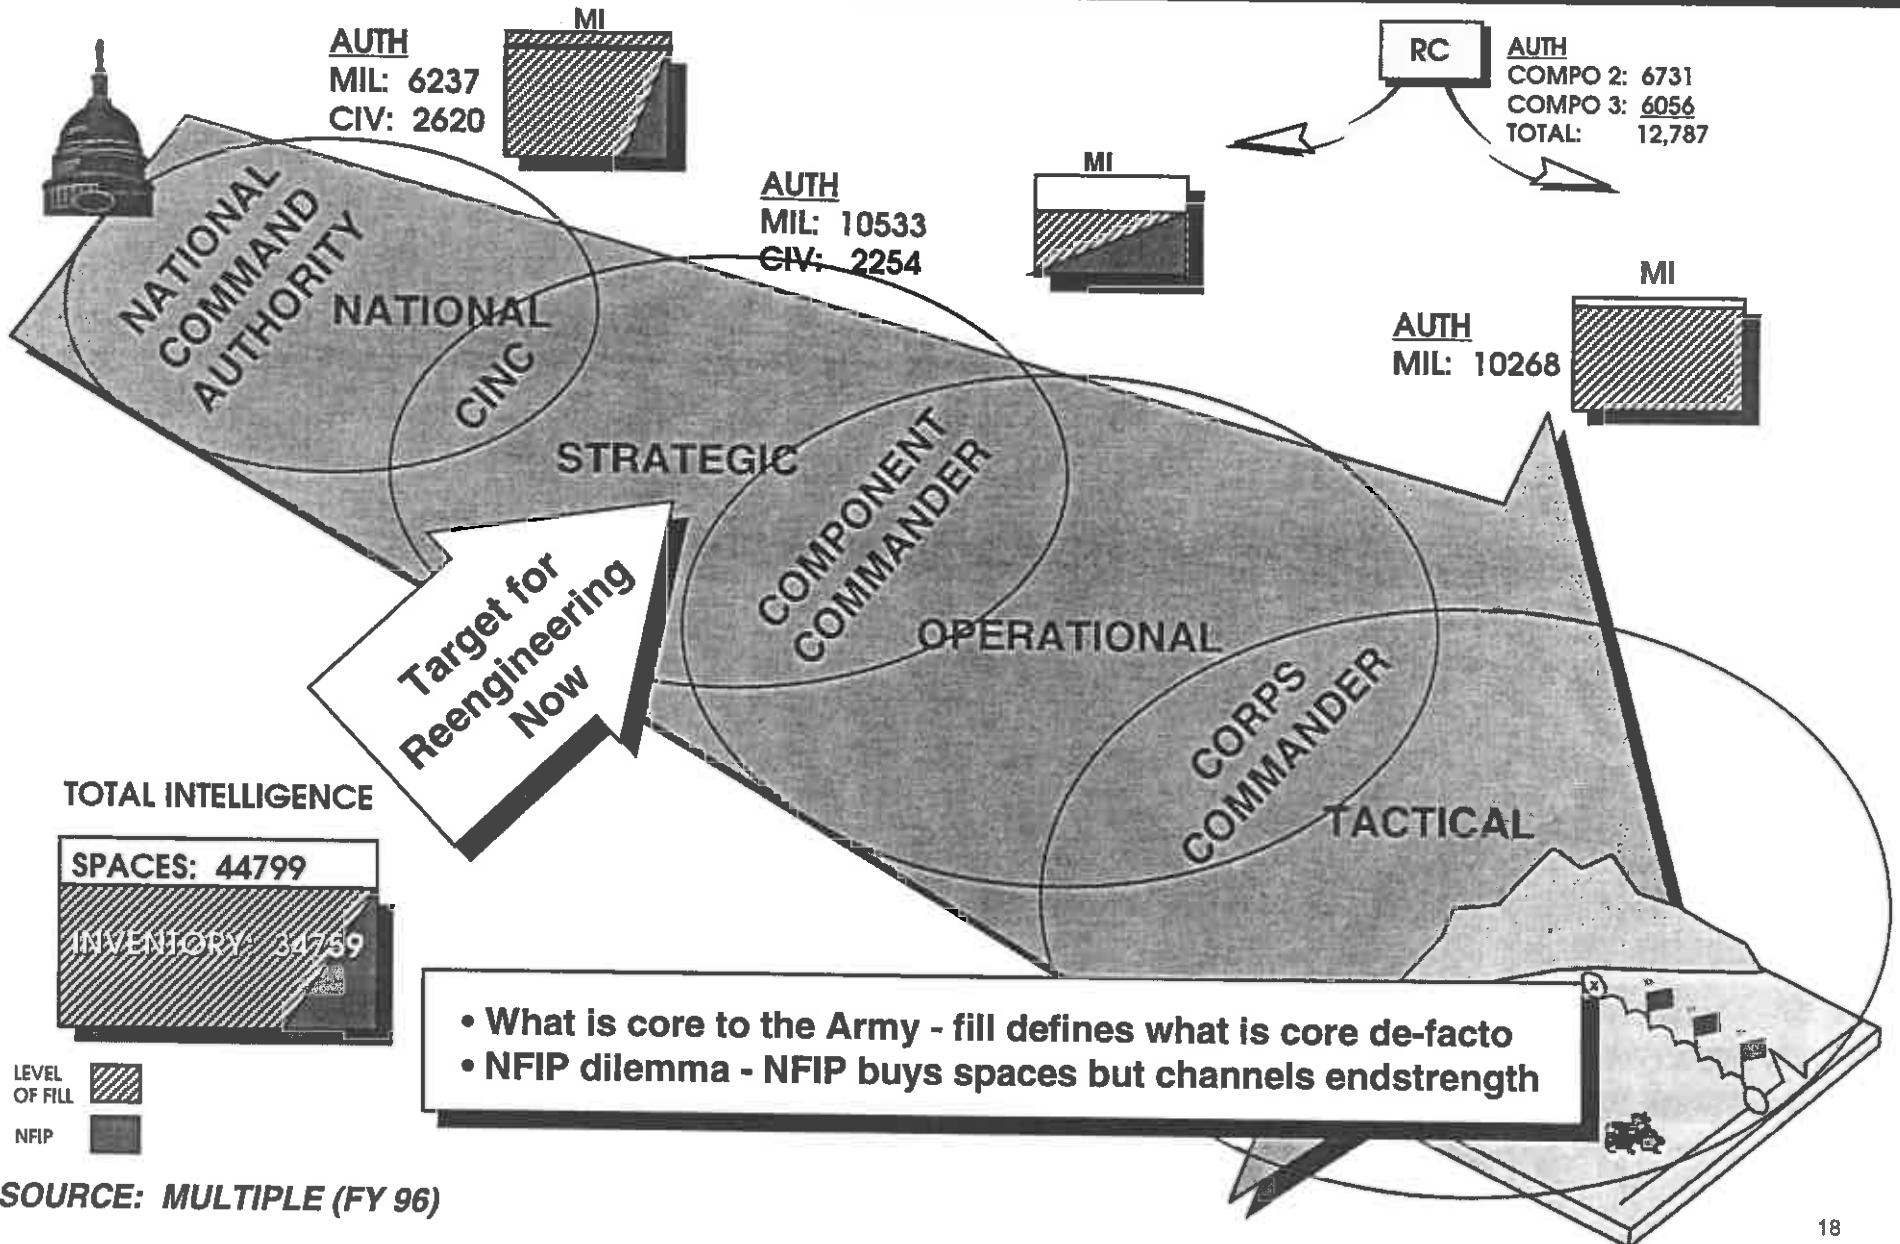 MI
AUTH
MIL: 6237
CIV: 2620
RC
AUTH
COMPO 2: 6731
COMPO 3: 6056
TOTAL: 12,787
MI
AUTH
MIL: 10533
CIV: 2254
MI
AUTH
MIL: 10268
NATIONAL
COMMAND
AUTHORITY
NATIONAL
CINC
STRATEGIC
COMPONENT
COMMANDER
OPERATIONAL
CORPS
COMMANDER
TACTICAL
Target for
Reengineering
Now
TOTAL INTELLIGENCE
SPACES: 44799
INVENTORY: 34759
LEVEL
OF FILL
NFIP
• What is core to the Army - fill defines what is core de-facto
• NFIP dilemma - NFIP buys spaces but channels endstrength
SOURCE: MULTIPLE (FY 96)
18